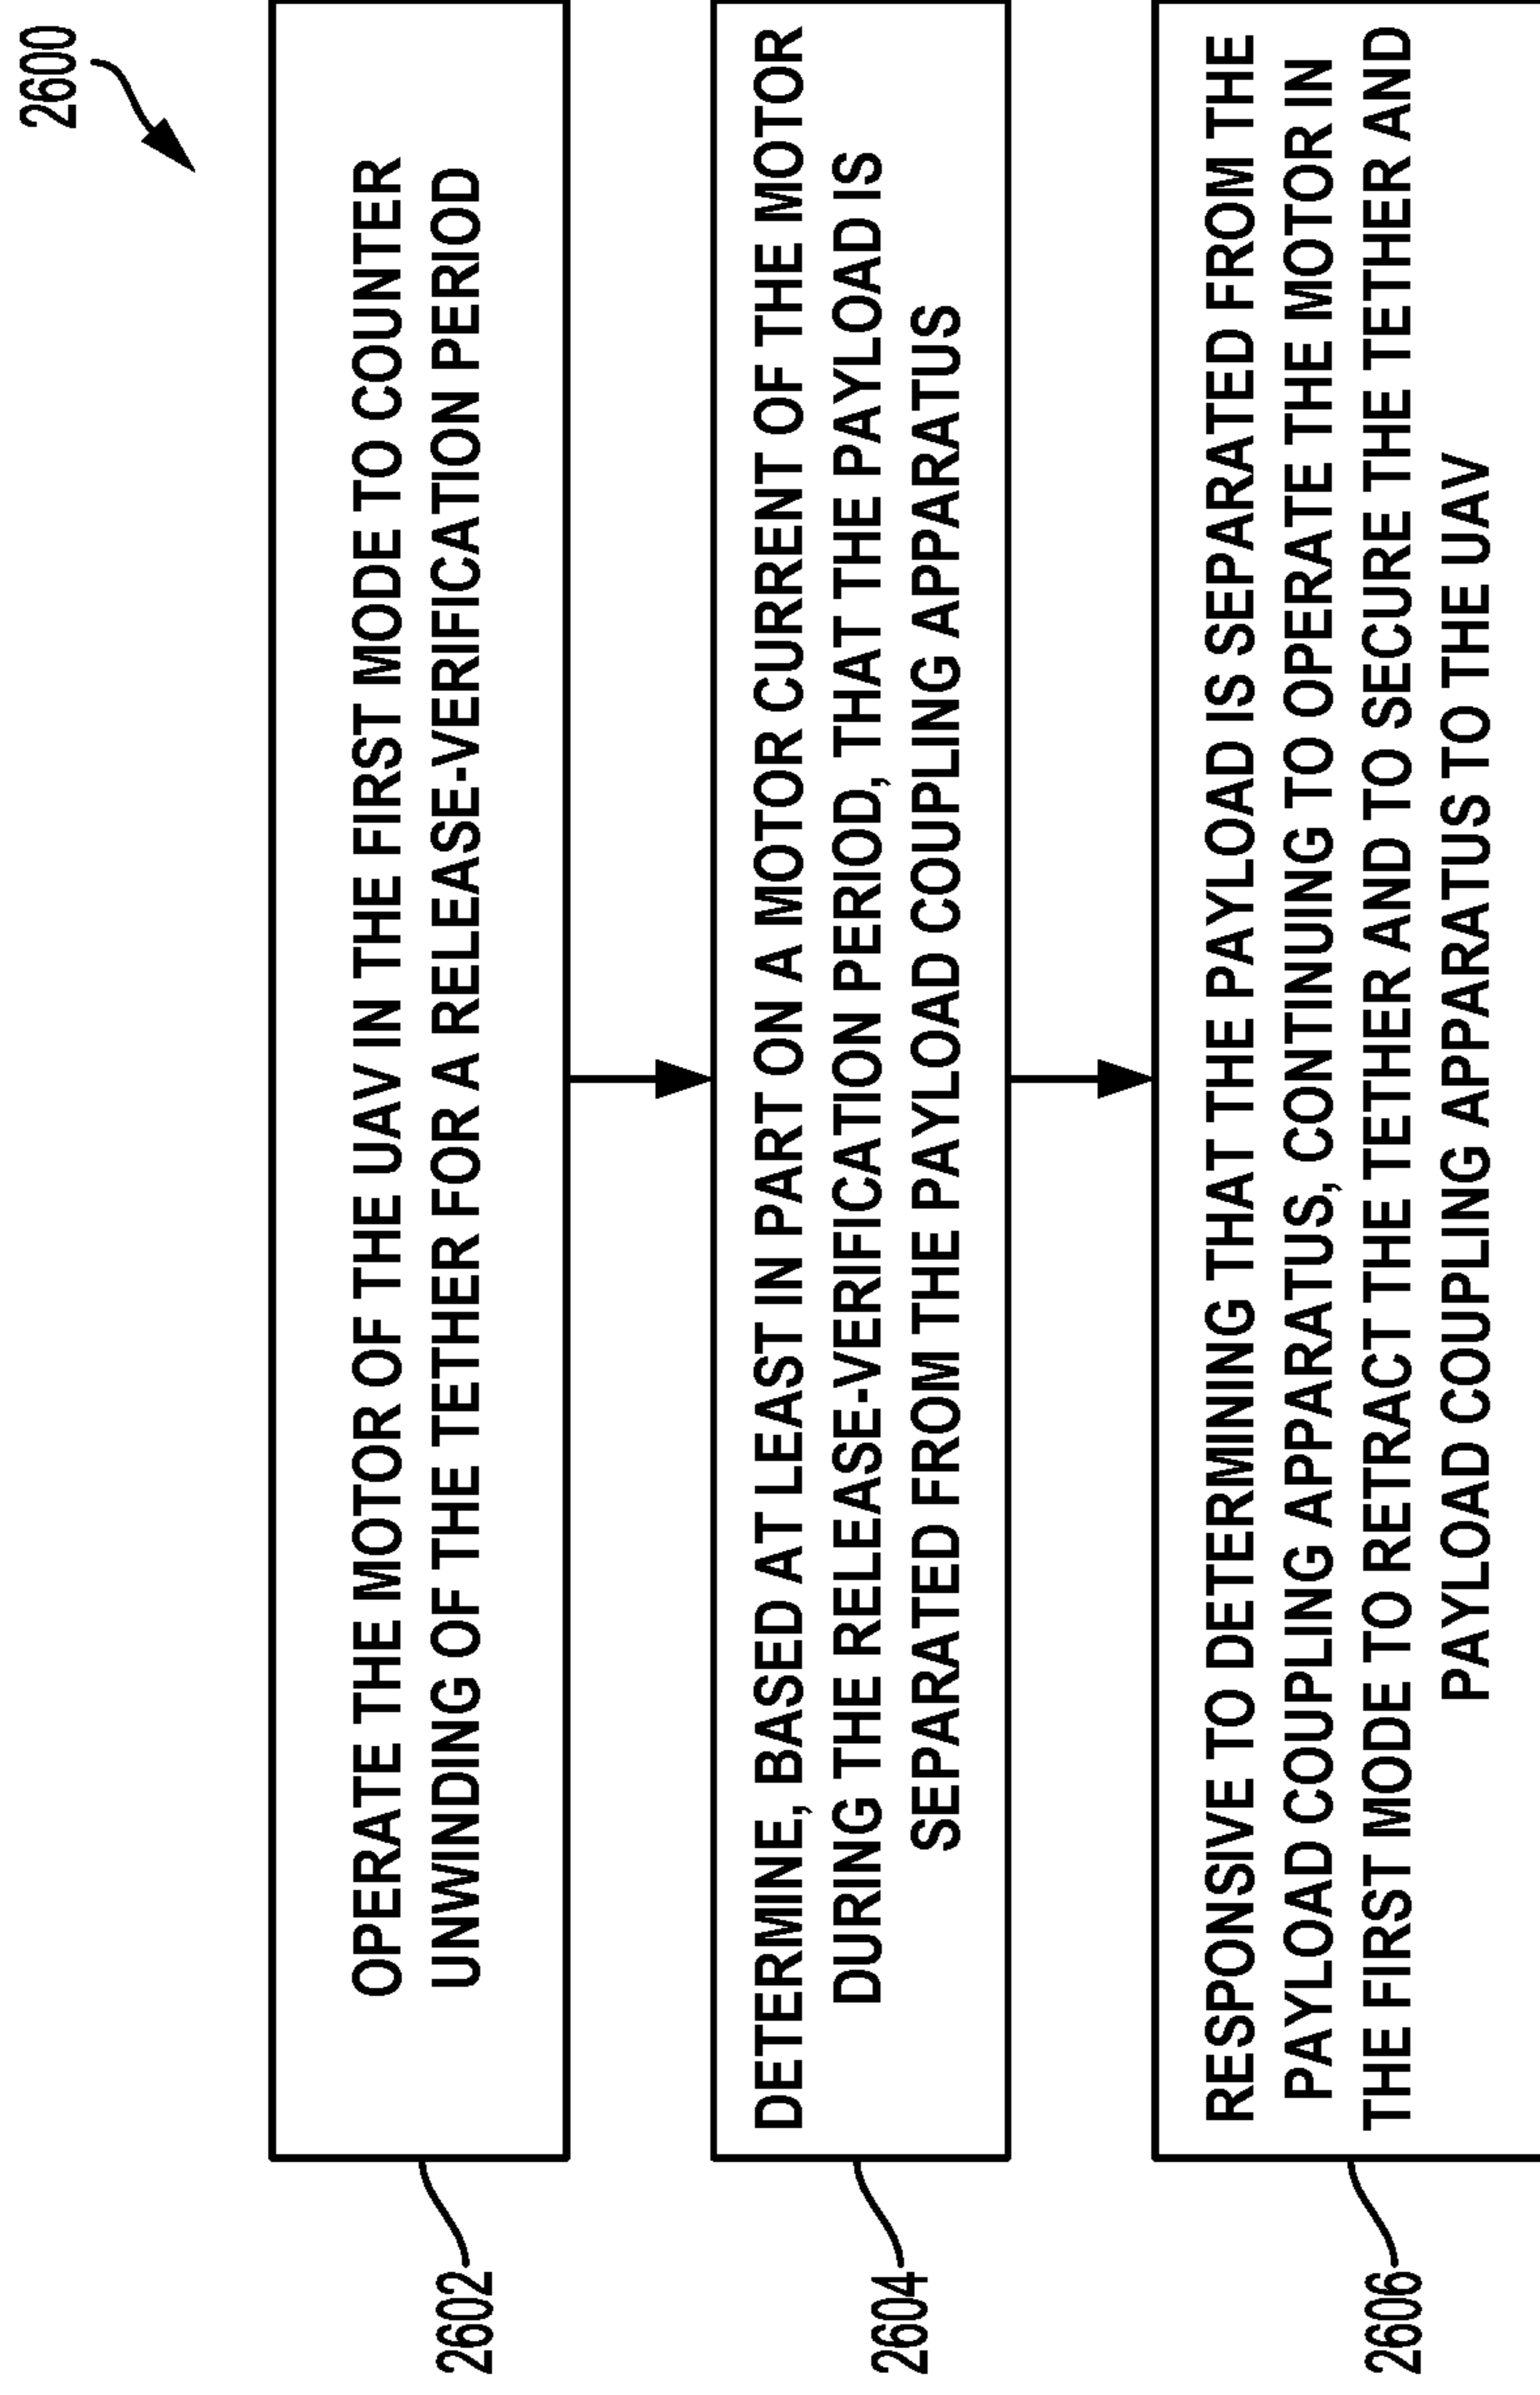 2600
2602
OPERATE THE MOTOR OF THE UAV IN THE FIRST MODE TO COUNTER
UNWINDING OF THE TETHER FOR A RELEASE-VERIFICATION PERIOD
2604
DETERMINE, BASED AT LEAST IN PART ON A MOTOR CURRENT OF THE MOTOR
DURING THE RELEASE-VERIFICATION PERIOD, THAT THE PAYLOAD IS
SEPARATED FROM THE PAYLOAD COUPLING APPARATUS
2606
RESPONSIVE TO DETERMINING THAT THE PAYLOAD IS SEPARATED FROM THE
PAYLOAD COUPLING APPARATUS, CONTINUING TO OPERATE THE MOTOR IN
THE FIRST MODE TO RETRACT THE TETHER AND TO SECURE THE TETHER AND
PAYLOAD COUPLING APPARATUS TO THE UAV